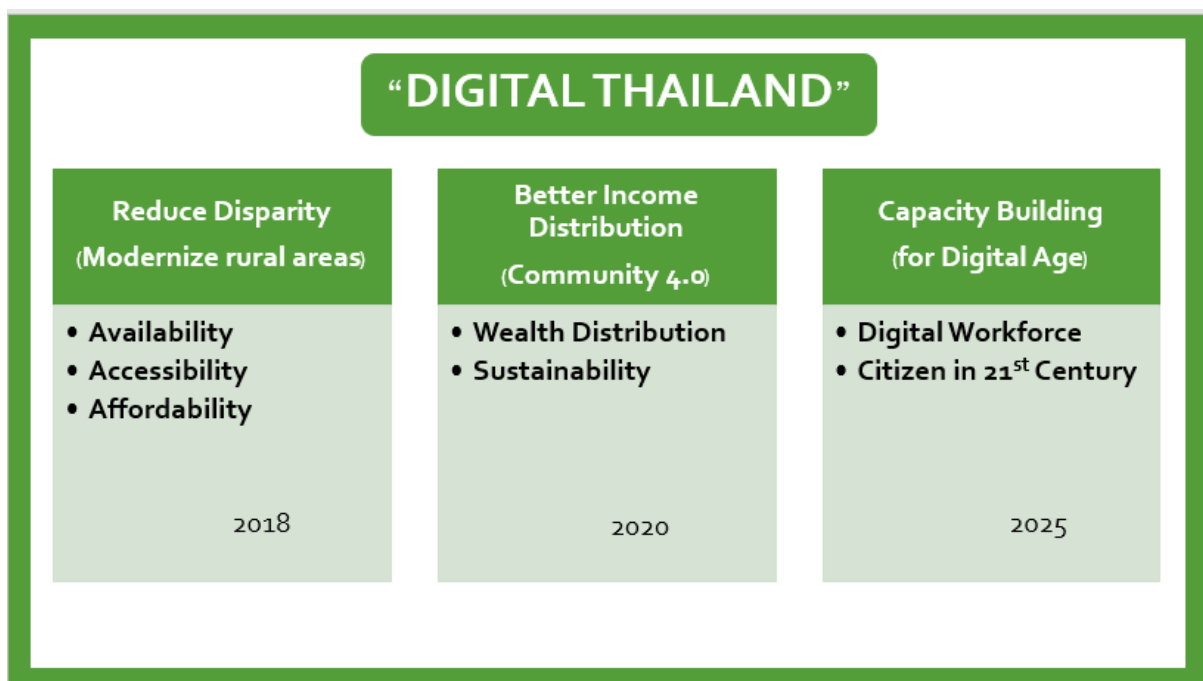 “DIGITAL THAILAND”
Reduce Disparity
(Modernize rural areas)
• Availability
• Accessibility
• Affordability
2018
Better Income
Distribution
(Community 4.0)
• Wealth Distribution
• Sustainability
2020
Capacity Building
(for Digital Age)
• Digital Workforce
• Citizen in 21st Century
2025